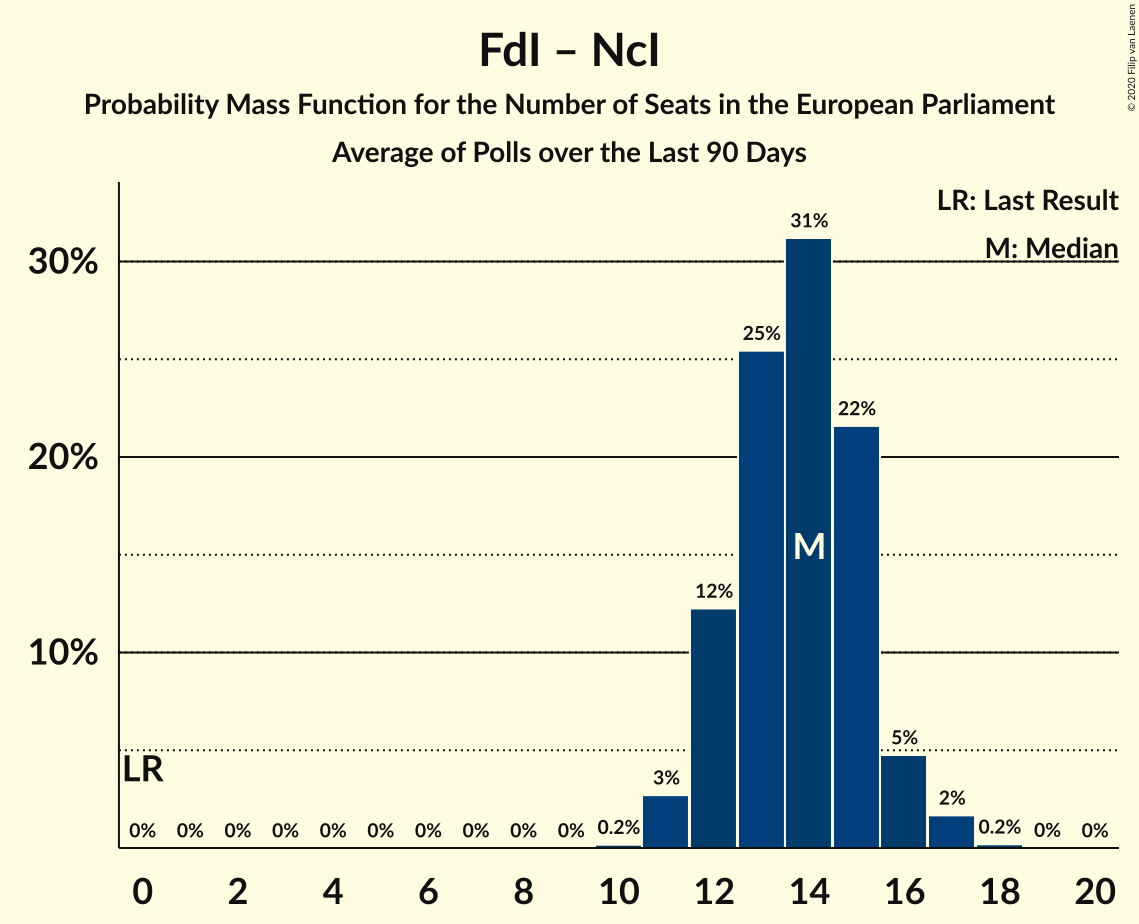 FdI – NcI
Probability Mass Function for the Number of Seats in the European Parliament
Average of Polls over the Last 90 Days
© 2020 Filip van Laenen
LR: Last Result
M: Median
30%
20%
10%
31%
25%
22%
M
12%
5%
LR
3%
2%
0% 0% 0% 0% 0% 0% 0% 0% 0% 0% 0.2% 0.2% 0% 0%
0 2 4 6 8 10 12 14 16 18 20